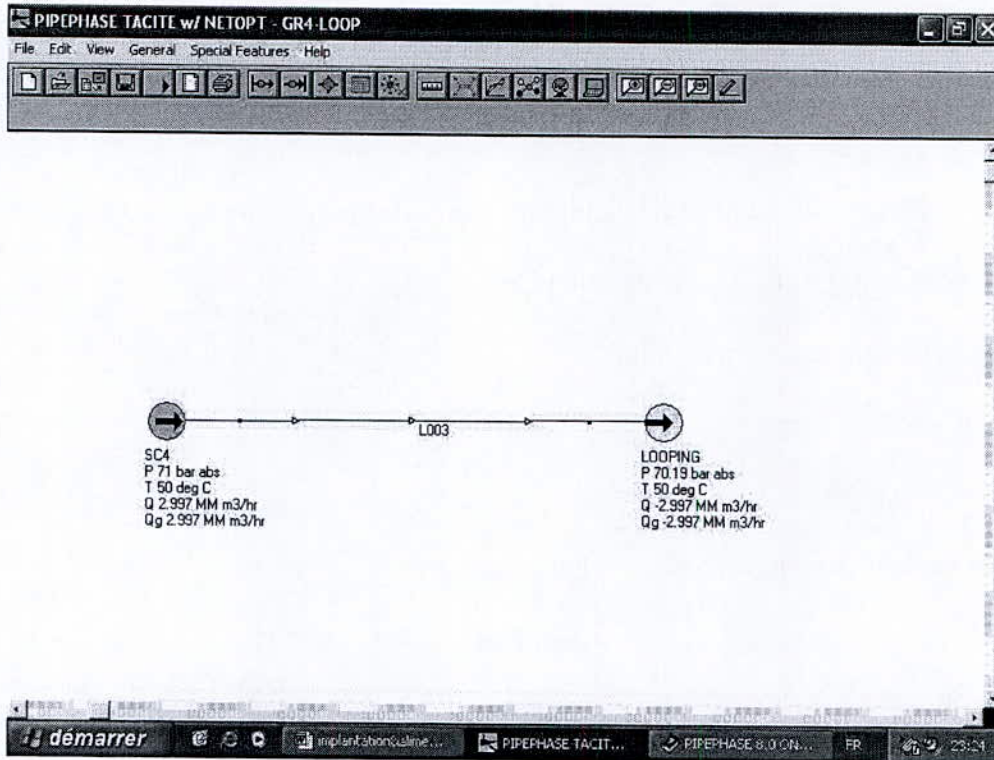 PIPEPHASE TACITE w/ NETOPT - GR4-LOOP
File Edit View General Special Features Help
L003
SC4
P 71 bar abs
T 50 deg C
Q 2.997 MM m3/hr
Qg 2.997 MM m3/hr
LOOPING
P 70.19 bar abs
T 50 deg C
Q -2.997 MM m3/hr
Qg -2.997 MM m3/hr
démarrer
PIPEPHASE TACIT...
PIPEPHASE 8.0 ON...
FR
23:24